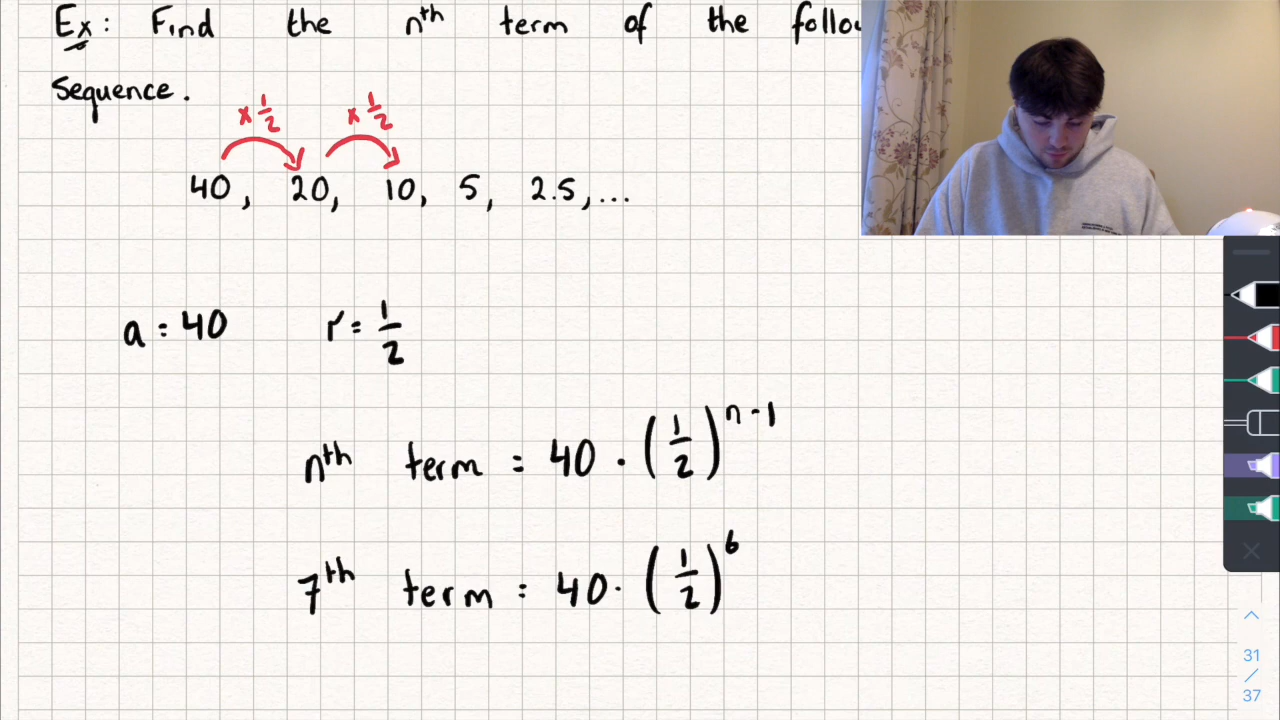 Ex: Find the nᵗʰ term of the
sequence.
× 1/2 × 1/2
40, 20, 10, 5, 2.5, ...
a = 40 r = 1/2
nᵗʰ term = 40 · (1/2)ⁿ⁻¹
7ᵗʰ term = 40 · (1/2)⁶
31
/
37